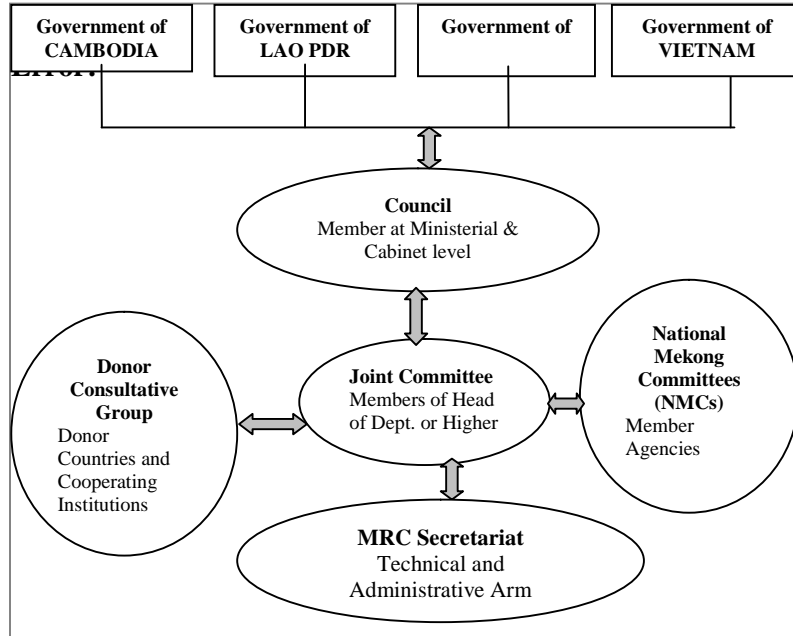 Government of
CAMBODIA
Government of
LAO PDR
Government of
Government of
VIETNAM
Council
Member at Ministerial &
Cabinet level
Donor
Consultative
Group
Donor
Countries and
Cooperating
Institutions
Joint Committee
Members of Head
of Dept. or Higher
National
Mekong
Committees
(NMCs)
Member
Agencies
MRC Secretariat
Technical and
Administrative Arm